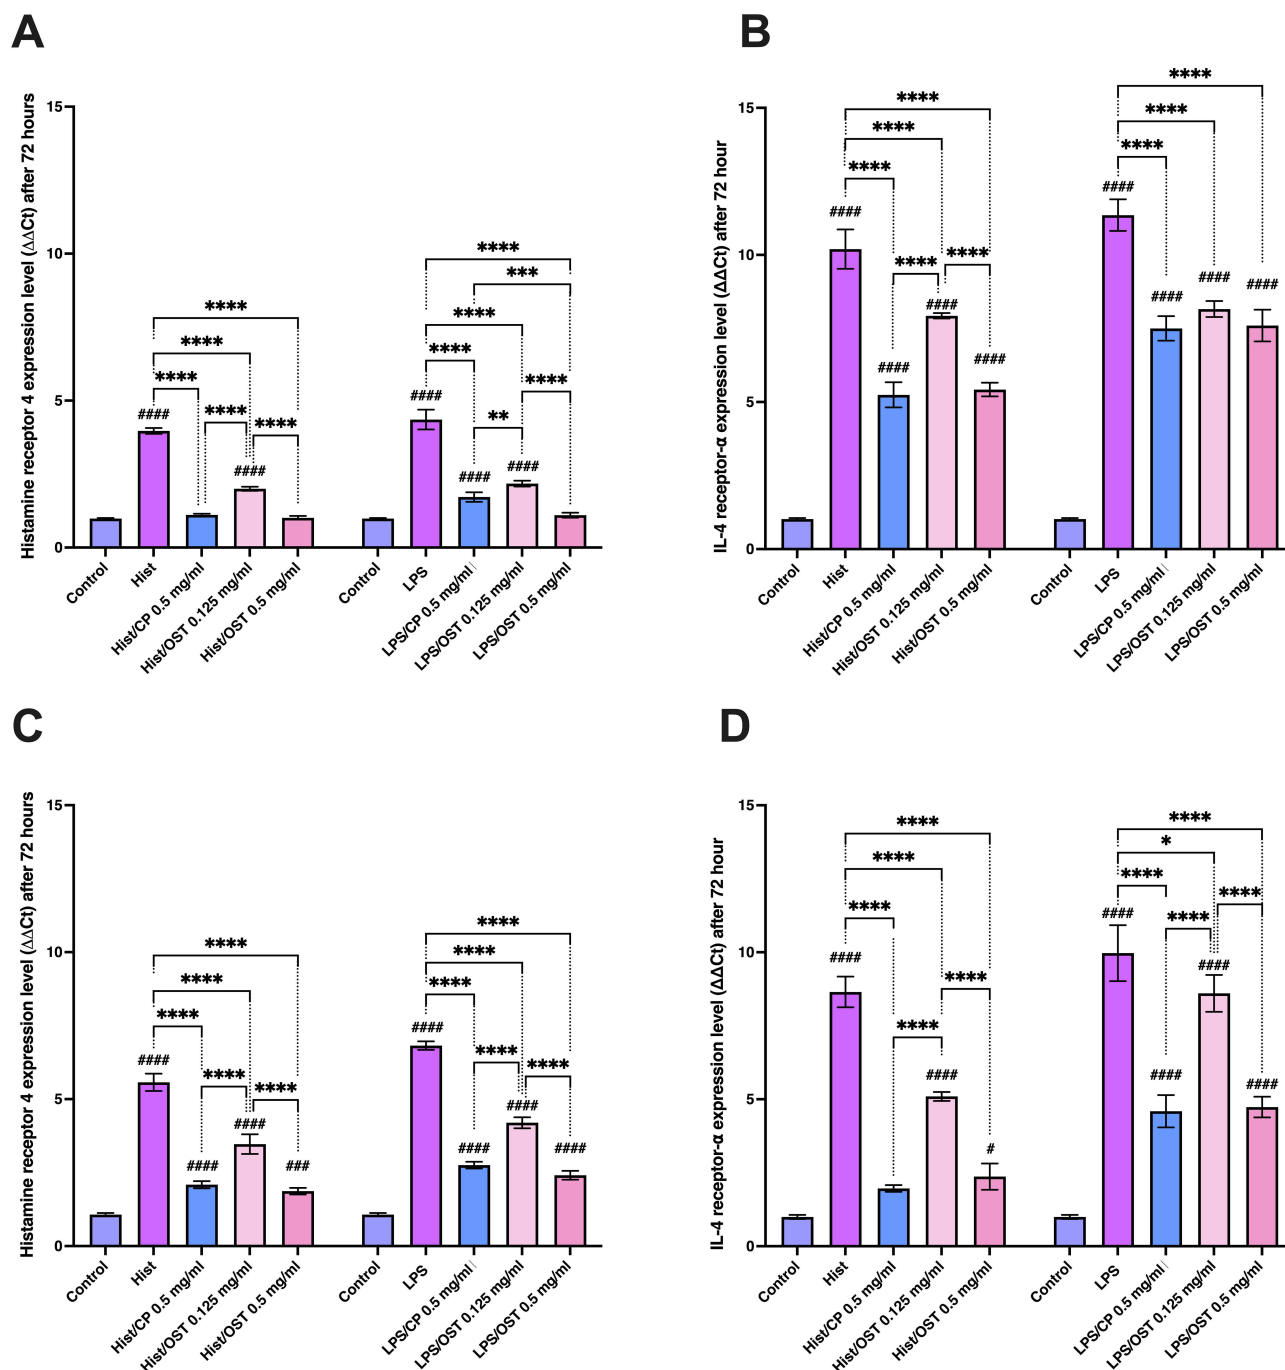 A
Histamine receptor 4 expression level (ΔΔCt) after 72 hours
15
10
5
0
####
****
****
****
****
####
****
####
****
****
****
***
****
####
**
####
****
Control
Hist
Hist/CP 0.5 mg/ml
Hist/OST 0.125 mg/ml
Hist/OST 0.5 mg/ml
Control
LPS
LPS/CP 0.5 mg/ml
LPS/OST 0.125 mg/ml
LPS/OST 0.5 mg/ml
B
IL-4 receptor-α expression level (ΔΔCt) after 72 hour
15
10
5
0
####
****
****
****
####
****
####
****
####
####
****
****
****
####
####
####
Control
Hist
Hist/CP 0.5 mg/ml
Hist/OST 0.125 mg/ml
Hist/OST 0.5 mg/ml
Control
LPS
LPS/CP 0.5 mg/ml
LPS/OST 0.125 mg/ml
LPS/OST 0.5 mg/ml
C
Histamine receptor 4 expression level (ΔΔCt) after 72 hours
15
10
5
0
####
****
****
****
####
****
####
****
###
####
****
****
****
####
****
####
****
####
Control
Hist
Hist/CP 0.5 mg/ml
Hist/OST 0.125 mg/ml
Hist/OST 0.5 mg/ml
Control
LPS
LPS/CP 0.5 mg/ml
LPS/OST 0.125 mg/ml
LPS/OST 0.5 mg/ml
D
IL-4 receptor-α expression level (ΔΔCt) after 72 hour
15
10
5
0
####
****
****
****
****
####
****
#
####
****
*
****
####
****
####
****
####
Control
Hist
Hist/CP 0.5 mg/ml
Hist/OST 0.125 mg/ml
Hist/OST 0.5 mg/ml
Control
LPS
LPS/CP 0.5 mg/ml
LPS/OST 0.125 mg/ml
LPS/OST 0.5 mg/ml